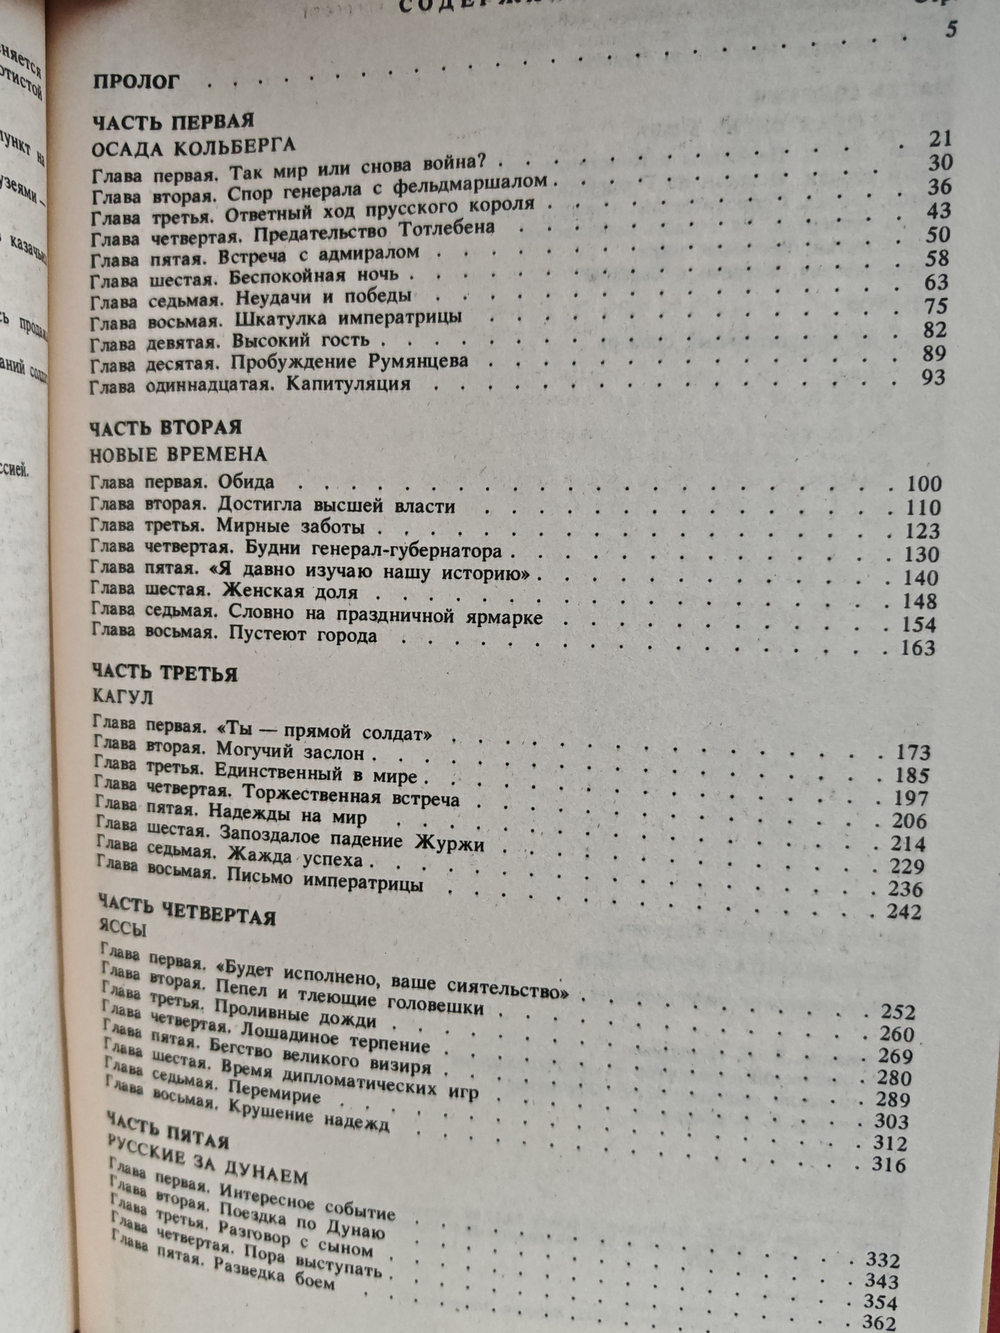 няется
отистой
пункт на
узеями –
ссией.
СОДЕРЖ
Стр.
ПРОЛОГ . . . . . . . . . . . . . . . . 5
ЧАСТЬ ПЕРВАЯ
ОСАДА КОЛЬБЕРГА
Глава первая. Так мир или снова война? . . . . . . . . . 21
Глава вторая. Спор генерала с фельдмаршалом . . . . . . . . 30
Глава третья. Ответный ход прусского короля . . . . . . . . 36
Глава четвертая. Предательство Тотлебена . . . . . . . . . 43
Глава пятая. Встреча с адмиралом . . . . . . . . . . . 50
Глава шестая. Беспокойная ночь . . . . . . . . . . . 58
Глава седьмая. Неудачи и победы . . . . . . . . . . . 63
Глава восьмая. Шкатулка императрицы . . . . . . . . . . 75
Глава девятая. Высокий гость . . . . . . . . . . . . 82
Глава десятая. Пробуждение Румянцева . . . . . . . . . . 89
Глава одиннадцатая. Капитуляция . . . . . . . . . . . 93
ЧАСТЬ ВТОРАЯ
НОВЫЕ ВРЕМЕНА
Глава первая. Обида . . . . . . . . . . . . . . 100
Глава вторая. Достигла высшей власти . . . . . . . . . . 110
Глава третья. Мирные заботы . . . . . . . . . . . . 123
Глава четвертая. Будни генерал-губернатора . . . . . . . . . 130
Глава пятая. «Я давно изучаю нашу историю» . . . . . . . . . 140
Глава шестая. Женская доля . . . . . . . . . . . . 148
Глава седьмая. Словно на праздничной ярмарке . . . . . . . . 154
Глава восьмая. Пустеют города . . . . . . . . . . . . 163
ЧАСТЬ ТРЕТЬЯ
КАГУЛ
Глава первая. «Ты — прямой солдат» . . . . . . . . . . 173
Глава вторая. Могучий заслон . . . . . . . . . . . . 185
Глава третья. Единственный в мире . . . . . . . . . . . 197
Глава четвертая. Торжественная встреча . . . . . . . . . . 206
Глава пятая. Надежды на мир . . . . . . . . . . . . 214
Глава шестая. Запоздалое падение Журжи . . . . . . . . . 229
Глава седьмая. Жажда успеха . . . . . . . . . . . . 236
Глава восьмая. Письмо императрицы . . . . . . . . . . 242
ЧАСТЬ ЧЕТВЕРТАЯ
ЯССЫ
Глава первая. «Будет исполнено, ваше сиятельство» . . . . . . . 252
Глава вторая. Пепел и тлеющие головешки . . . . . . . . . 260
Глава третья. Проливные дожди . . . . . . . . . . . 269
Глава четвертая. Лошадиное терпение . . . . . . . . . . 280
Глава пятая. Бегство великого визиря . . . . . . . . . . 289
Глава шестая. Время дипломатических игр . . . . . . . . . 303
Глава седьмая. Перемирие . . . . . . . . . . . . 312
Глава восьмая. Крушение надежд . . . . . . . . . . . 316
ЧАСТЬ ПЯТАЯ
РУССКИЕ ЗА ДУНАЕМ
Глава первая. Интересное событие . . . . . . . . . . . 332
Глава вторая. Поездка по Дунаю . . . . . . . . . . . 343
Глава третья. Разговор с сыном . . . . . . . . . . . 354
Глава четвертая. Пора выступать . . . . . . . . . . . 362
Глава пятая. Разведка боем . . . . . . . . . . . .